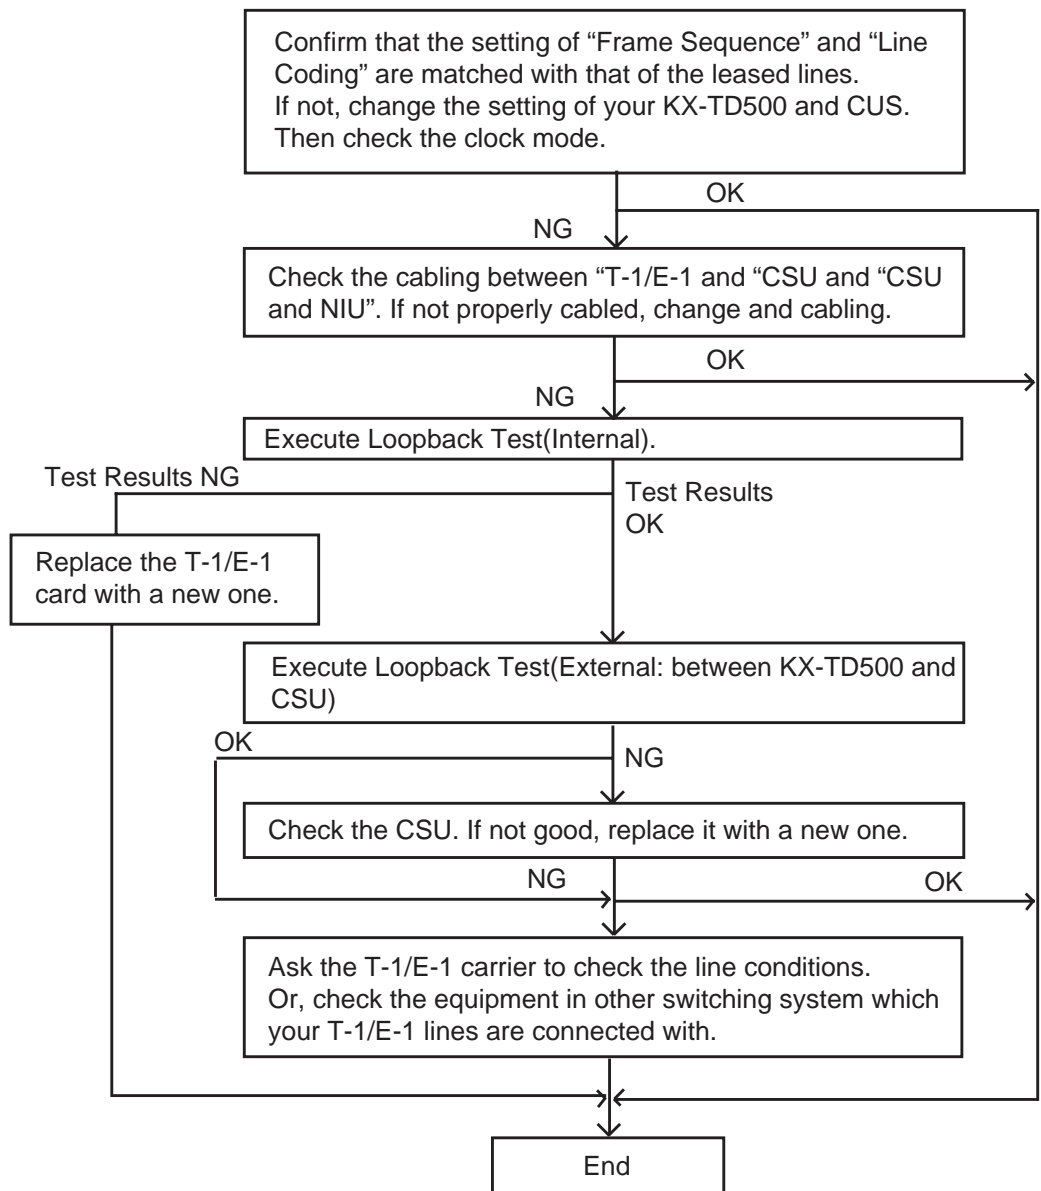 Confirm that the setting of “Frame Sequence” and “Line
Coding” are matched with that of the leased lines.
If not, change the setting of your KX-TD500 and CUS.
Then check the clock mode.
OK
NG
Check the cabling between “T-1/E-1 and “CSU and “CSU
and NIU”. If not properly cabled, change and cabling.
OK
NG
Execute Loopback Test(Internal).
Test Results NG
Test Results
OK
Replace the T-1/E-1
card with a new one.
Execute Loopback Test(External: between KX-TD500 and
CSU)
OK
NG
Check the CSU. If not good, replace it with a new one.
NG
OK
Ask the T-1/E-1 carrier to check the line conditions.
Or, check the equipment in other switching system which
your T-1/E-1 lines are connected with.
End